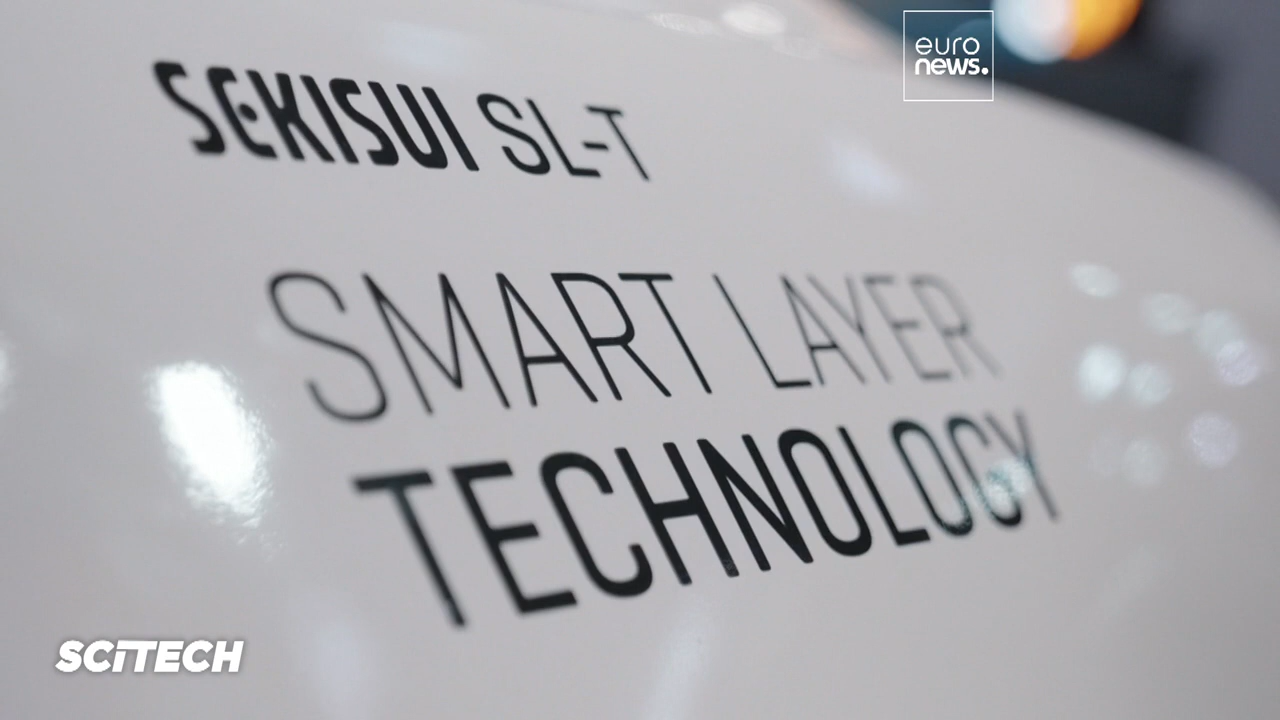 euro
news.
SEKISUI SL-T
SMART LAYER
TECHNOLOGY
SCITECH